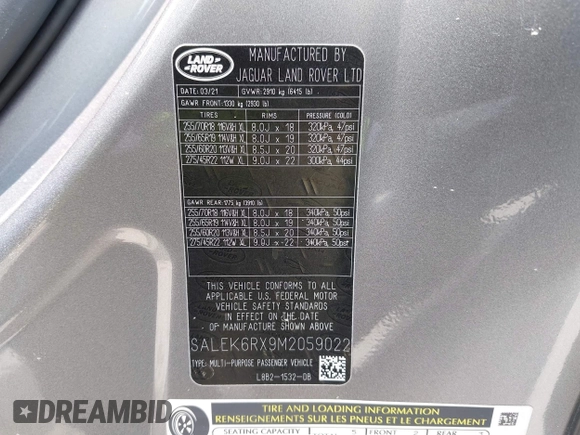 LAND ROVER
MANUFACTURED BY
JAGUAR LAND ROVER LTD
DATE: 03/21 GVWR: 2910 kg (6415 lb)
GAWR FRONT: 1330 kg (2930 lb)
TIRES RIMS PRESSURE (COLD)
255/70R18 116V&H XL 8.0J x 18 320kPa, 47psi
255/65R19 114V&H XL 8.0J x 19 320kPa, 47psi
255/60R20 113V&H XL 8.5J x 20 320kPa, 47psi
275/45R22 112W XL 9.0J x 22 300kPa, 44psi
GAWR REAR: 1775 kg (3910 lb)
255/70R18 116V&H XL 8.0J x 18 340kPa, 50psi
255/65R19 114V&H XL 8.0J x 19 340kPa, 50psi
255/60R20 113V&H XL 8.5J x 20 340kPa, 50psi
275/45R22 112W XL 9.0J x 22 340kPa, 50psi
THIS VEHICLE CONFORMS TO ALL
APPLICABLE U.S. FEDERAL MOTOR
VEHICLE SAFETY STANDARDS
IN EFFECT ON THE DATE OF
MANUFACTURE SHOWN ABOVE.
SALEK6RX9M2059022
TYPE: MULTI-PURPOSE PASSENGER VEHICLE
L8B2-1532-DB
TIRE AND LOADING INFORMATION
RENSEIGNEMENTS SUR LES PNEUS ET LE CHARGEMENT
SEATING CAPACITY 5 FRONT 2 REAR
DREAMBID